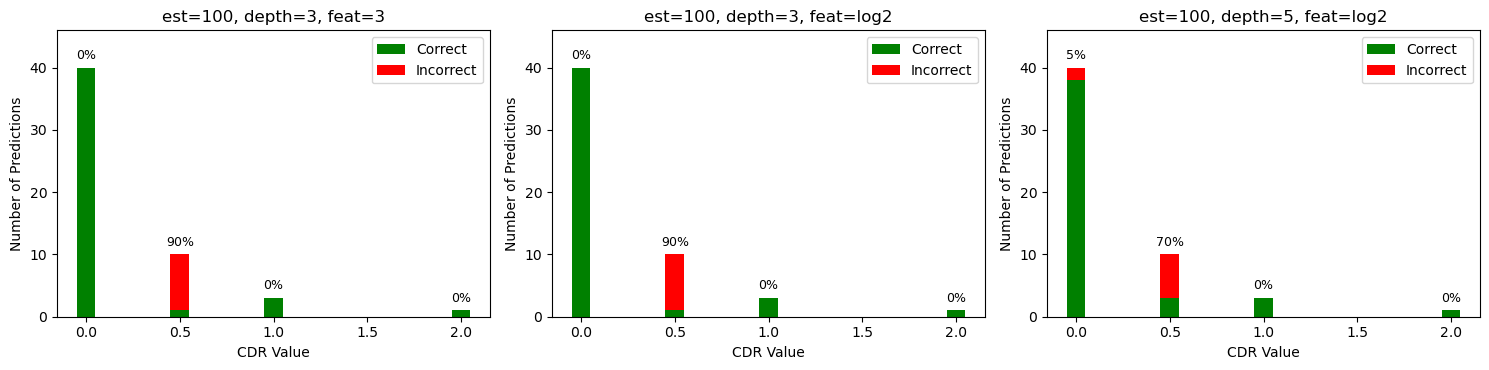 est=100, depth=3, feat=3
Correct
Incorrect
0%
90%
0%
0%
40
30
20
10
0
Number of Predictions
0.0 0.5 1.0 1.5 2.0
CDR Value
est=100, depth=3, feat=log2
Correct
Incorrect
0%
90%
0%
0%
40
30
20
10
0
Number of Predictions
0.0 0.5 1.0 1.5 2.0
CDR Value
est=100, depth=5, feat=log2
Correct
Incorrect
5%
70%
0%
0%
40
30
20
10
0
Number of Predictions
0.0 0.5 1.0 1.5 2.0
CDR Value